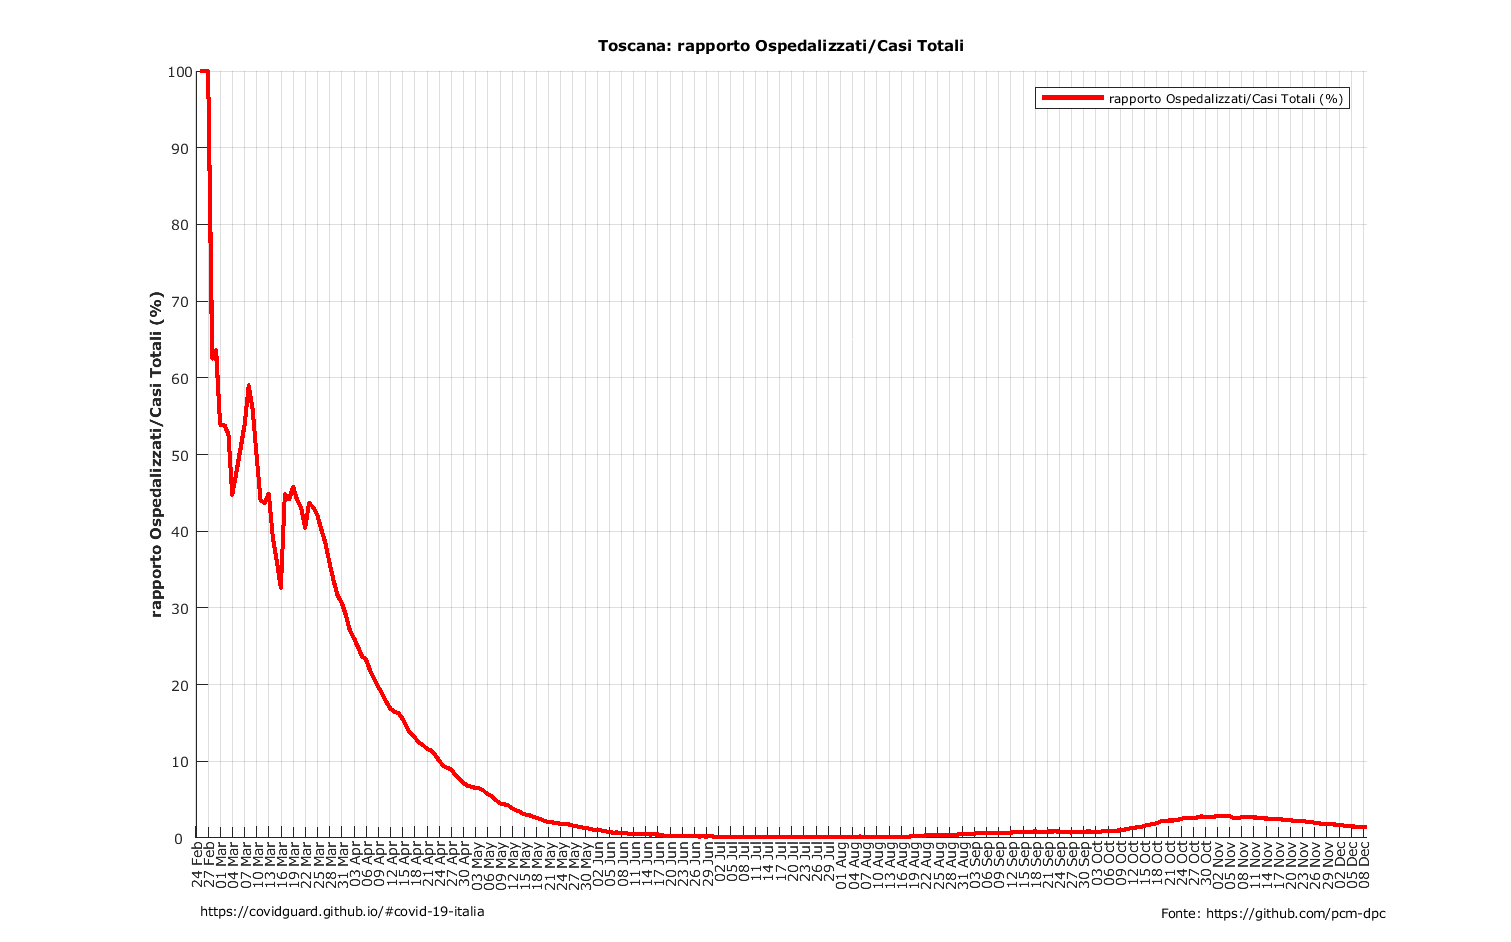 Toscana: rapporto Ospedalizzati/Casi Totali
rapporto Ospedalizzati/Casi Totali (%)
rapporto Ospedalizzati/Casi Totali (%)
100
90
80
70
60
50
40
30
20
10
0
24 Feb
27 Feb
01 Mar
04 Mar
07 Mar
10 Mar
13 Mar
16 Mar
19 Mar
22 Mar
25 Mar
28 Mar
31 Mar
03 Apr
06 Apr
09 Apr
12 Apr
15 Apr
18 Apr
21 Apr
24 Apr
27 Apr
30 Apr
03 May
06 May
09 May
12 May
15 May
18 May
21 May
24 May
27 May
30 May
02 Jun
05 Jun
08 Jun
11 Jun
14 Jun
17 Jun
20 Jun
23 Jun
26 Jun
29 Jun
02 Jul
05 Jul
08 Jul
11 Jul
14 Jul
17 Jul
20 Jul
23 Jul
26 Jul
29 Jul
01 Aug
04 Aug
07 Aug
10 Aug
13 Aug
16 Aug
19 Aug
22 Aug
25 Aug
28 Aug
31 Aug
03 Sep
06 Sep
09 Sep
12 Sep
15 Sep
18 Sep
21 Sep
24 Sep
27 Sep
30 Sep
03 Oct
06 Oct
09 Oct
12 Oct
15 Oct
18 Oct
21 Oct
24 Oct
27 Oct
30 Oct
02 Nov
05 Nov
08 Nov
11 Nov
14 Nov
17 Nov
20 Nov
23 Nov
26 Nov
29 Nov
02 Dec
05 Dec
08 Dec
https://covidguard.github.io/#covid-19-italia
Fonte: https://github.com/pcm-dpc